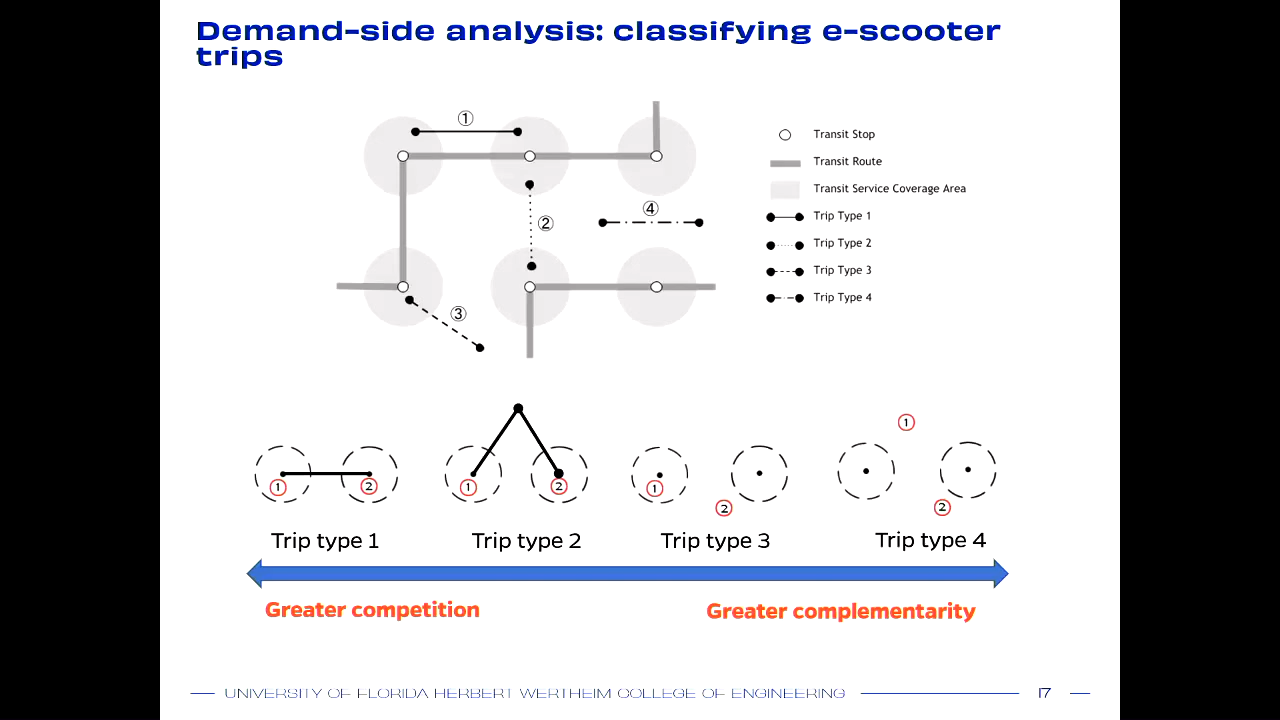 Demand-side analysis: classifying e-scooter
trips
①
②
③
④
Transit Stop
Transit Route
Transit Service Coverage Area
Trip Type 1
Trip Type 2
Trip Type 3
Trip Type 4
1 2 1 2 1 2 1 2
Trip type 1 Trip type 2 Trip type 3 Trip type 4
Greater competition Greater complementarity
UNIVERSITY OF FLORIDA HERBERT WERTHEIM COLLEGE OF ENGINEERING 17